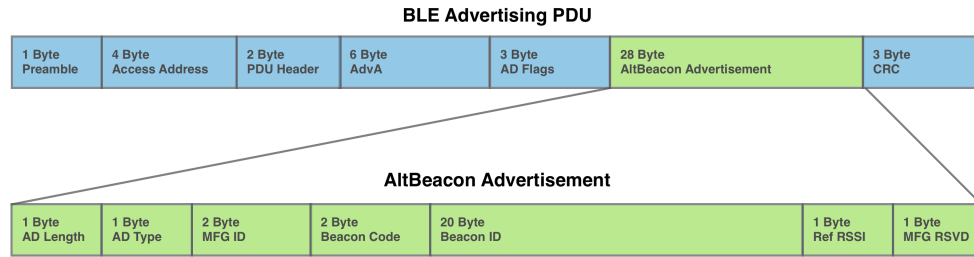 BLE Advertising PDU
1 Byte
Preamble
4 Byte
Access Address
2 Byte
PDU Header
6 Byte
AdvA
3 Byte
AD Flags
28 Byte
AltBeacon Advertisement
3 Byte
CRC
AltBeacon Advertisement
1 Byte
AD Length
1 Byte
AD Type
2 Byte
MFG ID
2 Byte
Beacon Code
20 Byte
Beacon ID
1 Byte
Ref RSSI
1 Byte
MFG RSVD